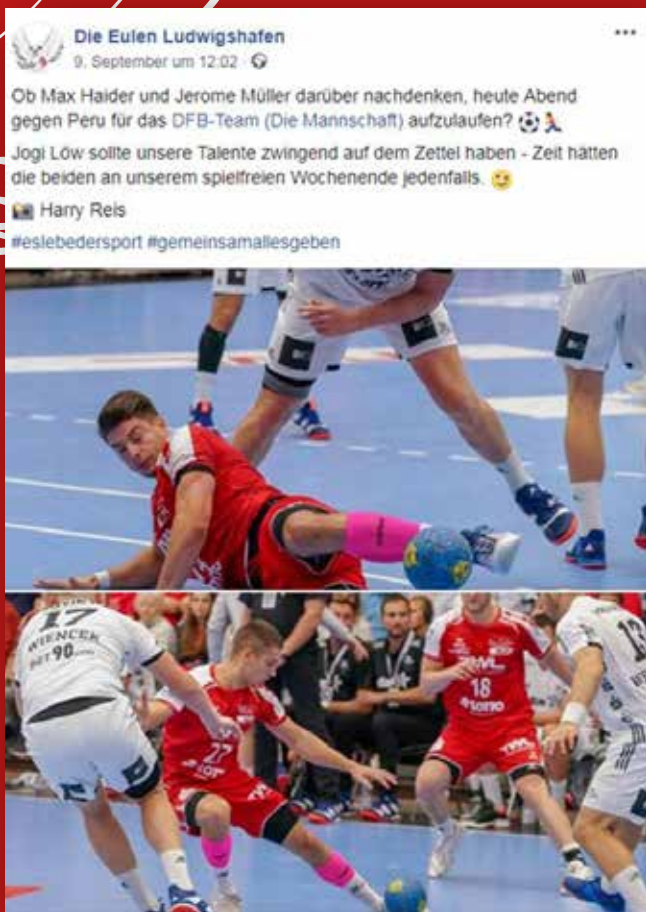 Die Eulen Ludwigshafen
9. September um 12:02
Ob Max Haider und Jerome Müller darüber nachdenken, heute Abend
gegen Peru für das DFB-Team (Die Mannschaft) aufzulaufen? ⚽🏃
Jogi Löw sollte unsere Talente zwingend auf dem Zettel haben - Zeit hätten
die beiden an unserem spielfreien Wochenende jedenfalls. 😉
📷 Harry Reis
#eslebedersport #gemeinsamallesgeben
17
WIENCEK
BET 90
27
18
13